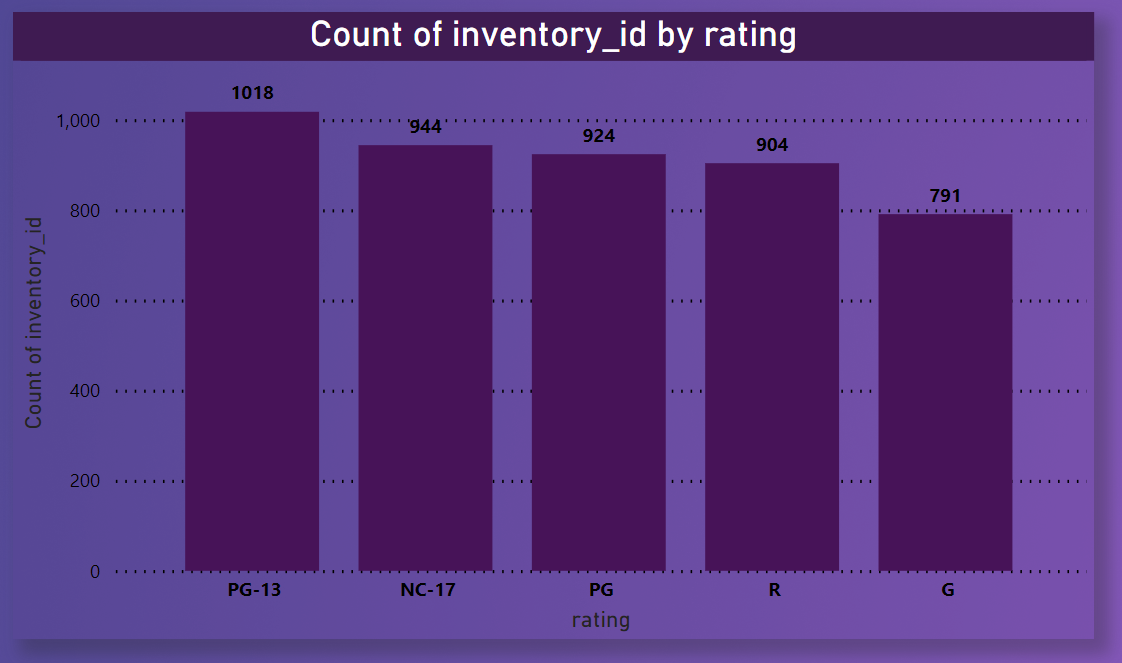 Count of inventory_id by rating
Count of inventory_id
1,000
800
600
400
200
0
1018
944
924
904
791
PG-13
NC-17
PG
R
G
rating